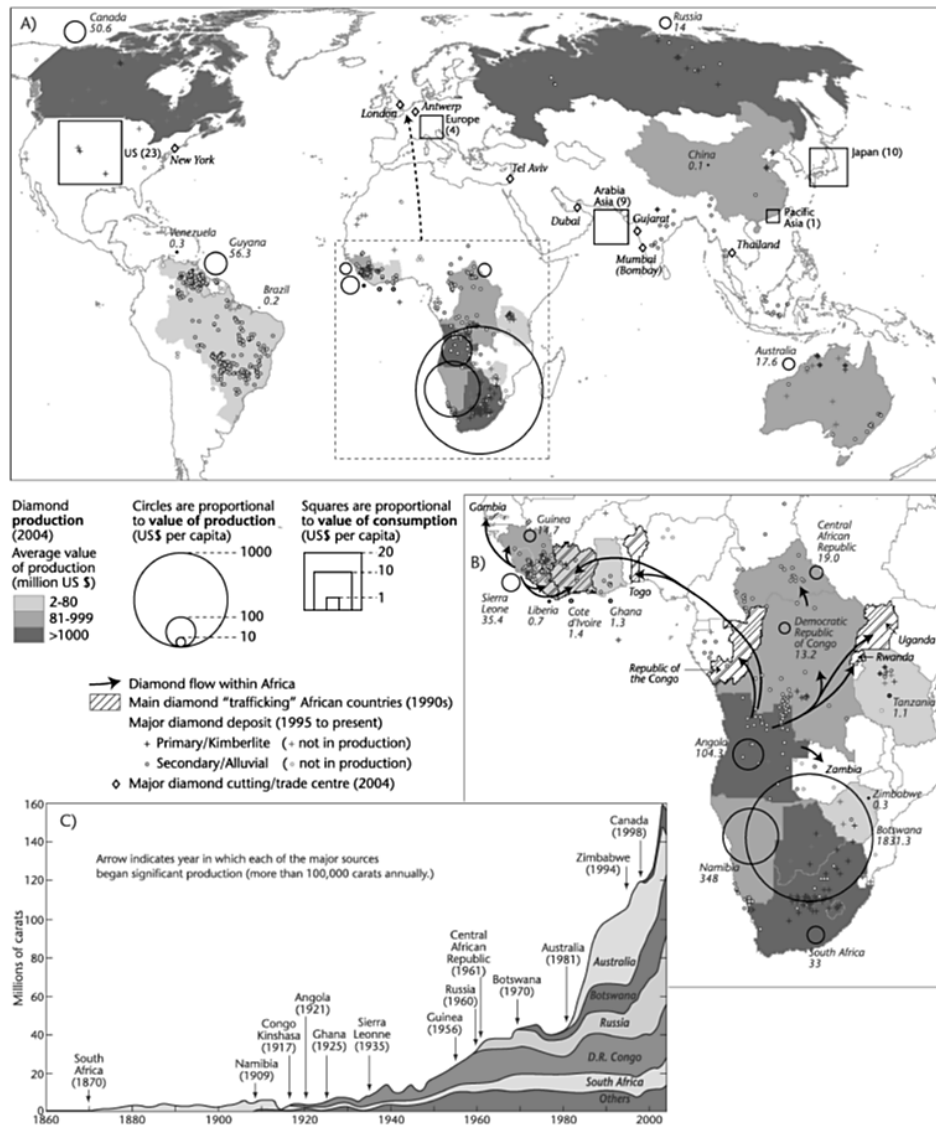 A)
Canada
50.6
Russia
14
London
Antwerp
Europe
(4)
US (23)
New York
Tel Aviv
China
0.1
Japan (10)
Arabia
Asia (9)
Dubai
Gujarat
Mumbai
(Bombay)
Pacific
Asia (1)
Thailand
Venezuela
0.3
Guyana
56.3
Brazil
0.2
Australia
17.6
Diamond
production
(2004)
Average value
of production
(million US $)
2-80
81-999
>1000
Circles are proportional
to value of production
(US$ per capita)
1000
100
10
Squares are proportional
to value of consumption
(US$ per capita)
20
10
1
Diamond flow within Africa
Main diamond "trafficking" African countries (1990s)
Major diamond deposit (1995 to present)
Primary/Kimberlite (+ not in production)
Secondary/Alluvial (◦ not in production)
Major diamond cutting/trade centre (2004)
B)
Gambia
Guinea
14.7
Central
African
Republic
19.0
Sierra
Leone
35.4
Liberia
0.7
Cote
d'Ivoire
1.4
Ghana
1.3
Togo
Democratic
Republic
of Congo
13.2
Uganda
Rwanda
Republic of
the Congo
Tanzania
1.1
Angola
104.3
Zambia
Zimbabwe
0.3
Botswana
1831.3
Namibia
348
South Africa
33
C)
Arrow indicates year in which each of the major sources
began significant production (more than 100,000 carats annually.)
Millions of carats
160
140
120
100
80
60
40
20
0
1860
1880
1900
1920
1940
1960
1980
2000
South
Africa
(1870)
Namibia
(1909)
Congo
Kinshasa
(1917)
Angola
(1921)
Ghana
(1925)
Sierra
Leonne
(1935)
Guinea
(1956)
Russia
(1960)
Central
African
Republic
(1961)
Botswana
(1970)
Australia
(1981)
Zimbabwe
(1994)
Canada
(1998)
Australia
Botswana
Russia
D.R. Congo
South Africa
Others